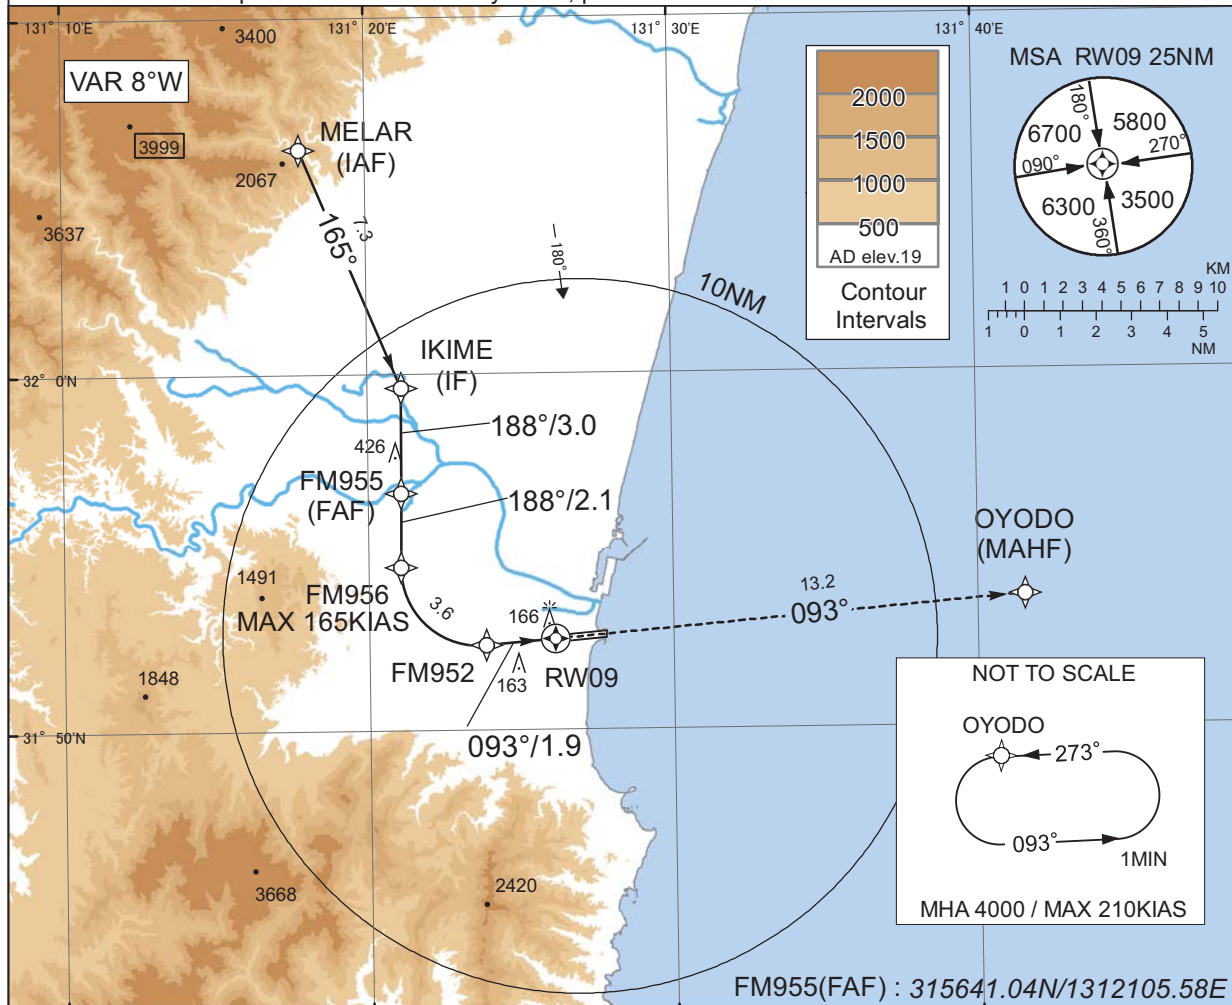 131° 10'E
131° 20'E
131° 30'E
131° 40'E
3400
VAR 8°W
3999
MELAR
(IAF)
2067
3637
165°
7.3
180°
10NM
2000
1500
1000
500
AD elev.19
Contour
Intervals
MSA RW09 25NM
180°
6700
5800
090°
270°
6300
3500
360°
KM
1 0 1 2 3 4 5 6 7 8 9 10
1 0 1 2 3 4 5
NM
32° 0'N
IKIME
(IF)
188°/3.0
426
FM955
(FAF)
188°/2.1
OYODO
(MAHF)
1491
FM956
MAX 165KIAS
3.6
166
13.2
093°
FM952
163
RW09
1848
31° 50'N
093°/1.9
NOT TO SCALE
OYODO
273°
093°
1MIN
MHA 4000 / MAX 210KIAS
3668
2420
FM955(FAF) : 315641.04N/1312105.58E